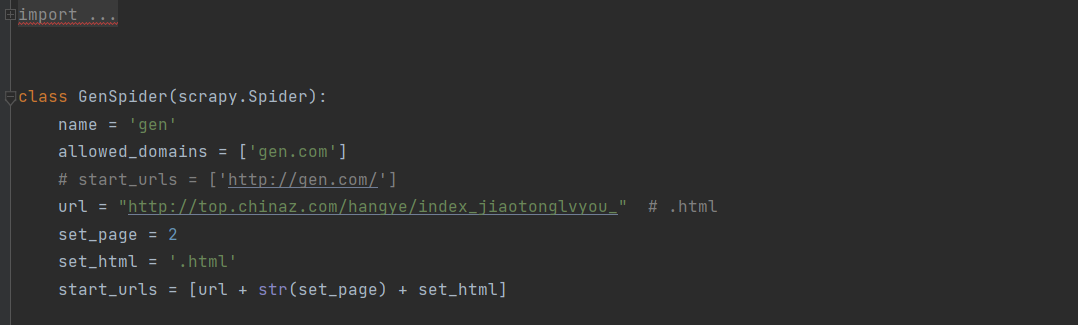 import ...
class GenSpider(scrapy.Spider):
    name = 'gen'
    allowed_domains = ['gen.com']
    # start_urls = ['http://gen.com/']
    url = "http://top.chinaz.com/hangye/index_jiaotonglvyou_"  # .html
    set_page = 2
    set_html = '.html'
    start_urls = [url + str(set_page) + set_html]